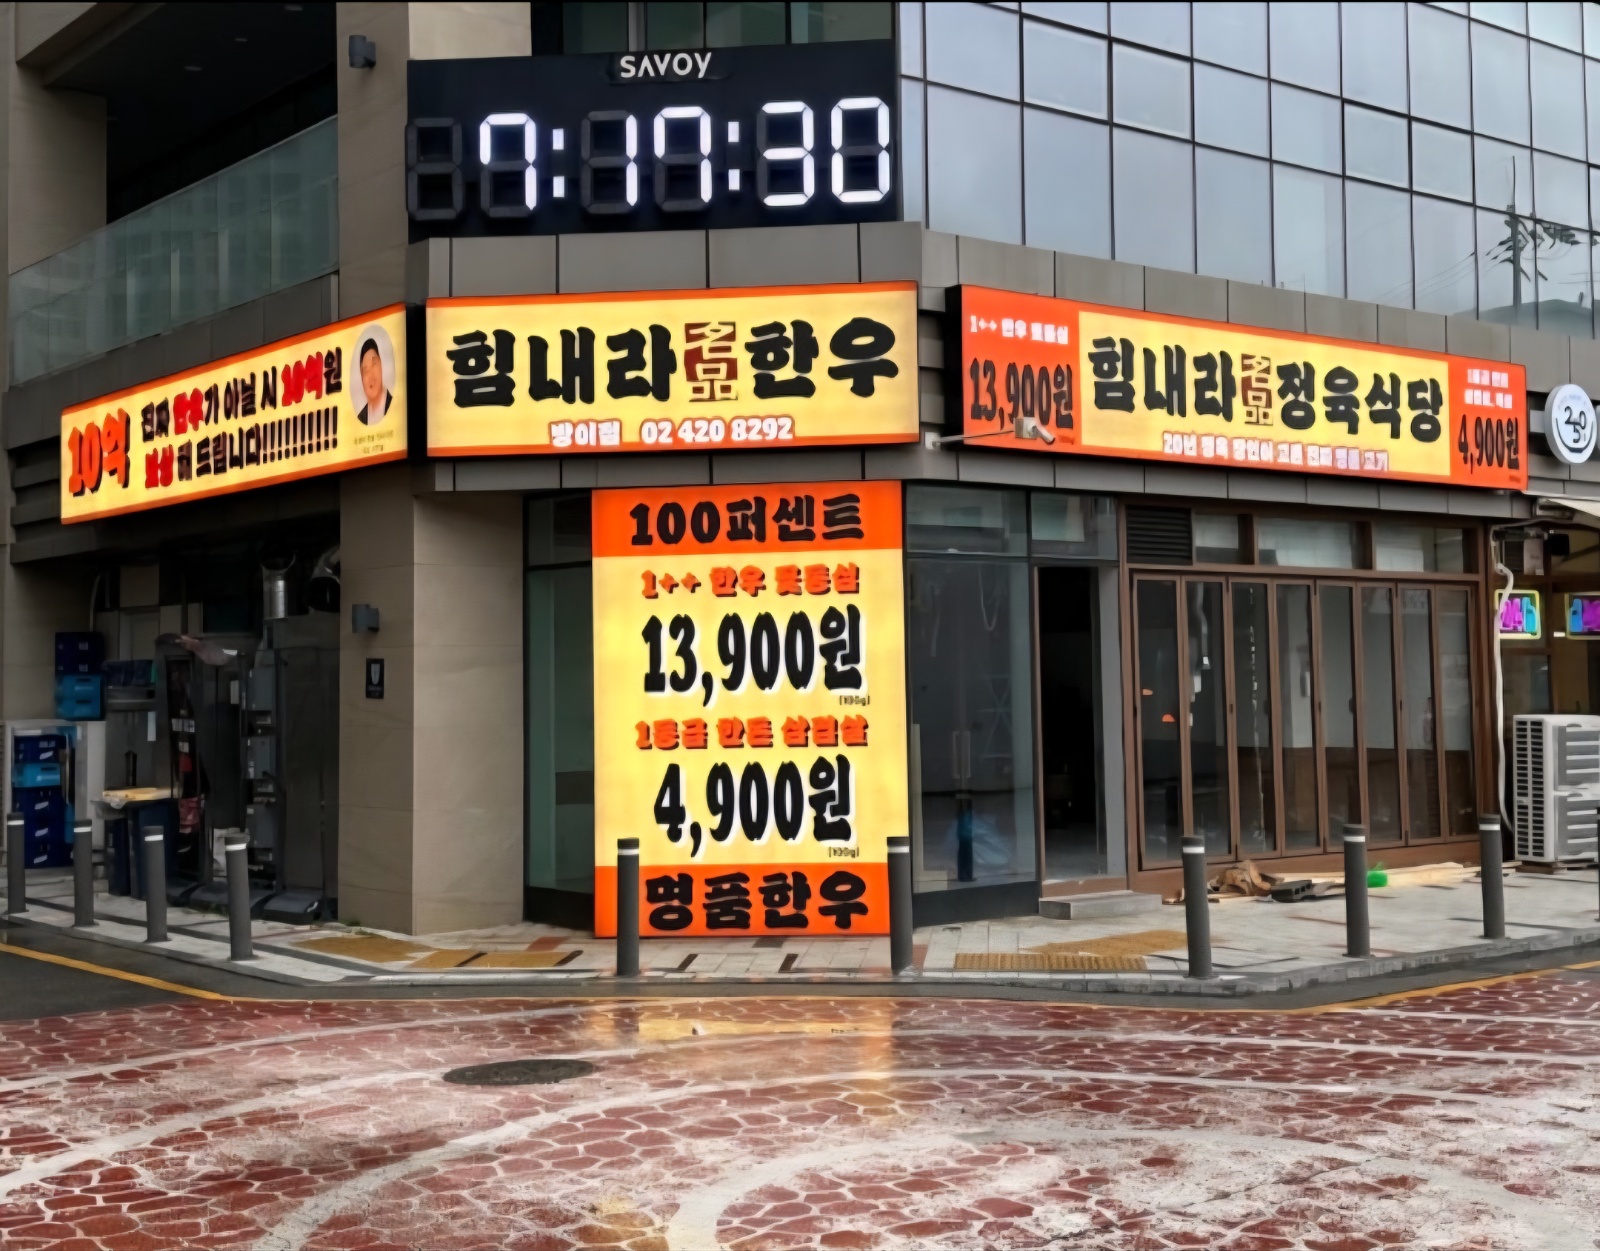 SAVOY
7:17:30
10억
진짜 한우가 아닐 시 10억원
보상 해 드립니다!!!!!!!!!!!
힘내라名品한우
방이점 02 420 8292
1++ 한우 꽃등심
13,900원
힘내라名品정육식당
20년 정육 장인이 고른 진짜 명품 고기
4,900원
100퍼센트
1++ 한우 꽃등심
13,900원
1등급 한돈 삼겹살
4,900원
명품한우